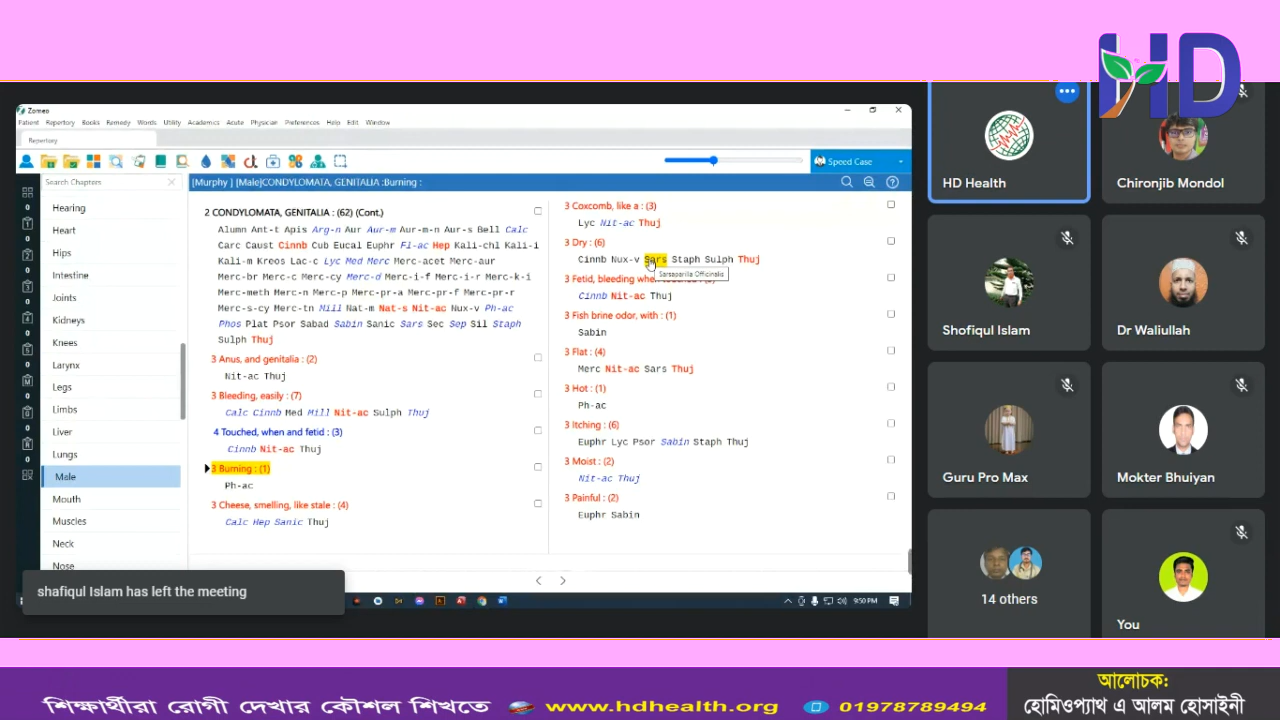 HD
Zomeo
Patient Repertory Books Remedy Words Utility Academics Acute Physician Preferences Help Edit Window
Repertory
Speed Case
Search Chapters
[Murphy ] [Male]CONDYLOMATA, GENITALIA :Burning :
Hearing
Heart
Hips
Intestine
Joints
Kidneys
Knees
Larynx
Legs
Limbs
Liver
Lungs
Male
Mouth
Muscles
Neck
Nose
2 CONDYLOMATA, GENITALIA : (62) (Cont.)
Alumn Ant-t Apis Arg-n Aur Aur-m Aur-m-n Aur-s Bell Calc
Carc Caust Cinnb Cub Eucal Euphr Fl-ac Hep Kali-chl Kali-i
Kali-m Kreos Lac-c Lyc Med Merc Merc-acet Merc-aur
Merc-br Merc-c Merc-cy Merc-d Merc-i-f Merc-i-r Merc-k-i
Merc-meth Merc-n Merc-p Merc-pr-a Merc-pr-f Merc-pr-r
Merc-s-cy Merc-tn Mill Nat-m Nat-s Nit-ac Nux-v Ph-ac
Phos Plat Psor Sabad Sabin Sanic Sars Sec Sep Sil Staph
Sulph Thuj
3 Anus, and genitalia : (2)
Nit-ac Thuj
3 Bleeding, easily : (7)
Calc Cinnb Med Mill Nit-ac Sulph Thuj
4 Touched, when and fetid : (3)
Cinnb Nit-ac Thuj
3 Burning : (1)
Ph-ac
3 Cheese, smelling, like stale : (4)
Calc Hep Sanic Thuj
3 Coxcomb, like a : (3)
Lyc Nit-ac Thuj
3 Dry : (6)
Cinnb Nux-v Sars Staph Sulph Thuj
Sarsaparilla Officinalis
3 Fetid, bleeding when
Cinnb Nit-ac Thuj
3 Fish brine odor, with : (1)
Sabin
3 Flat : (4)
Merc Nit-ac Sars Thuj
3 Hot : (1)
Ph-ac
3 Itching : (6)
Euphr Lyc Psor Sabin Staph Thuj
3 Moist : (2)
Nit-ac Thuj
3 Painful : (2)
Euphr Sabin
shafiqul Islam has left the meeting
9:50 PM
HD Health
Chironjib Mondol
Shofiqul Islam
Dr Waliullah
Guru Pro Max
Mokter Bhuiyan
14 others
You
শিক্ষার্থীরা রোগী দেখার কৌশল শিখতে www.hdhealth.org 01978789494
আলোচক:
হোমিওপ্যাথ এ আলম হোসাইনী